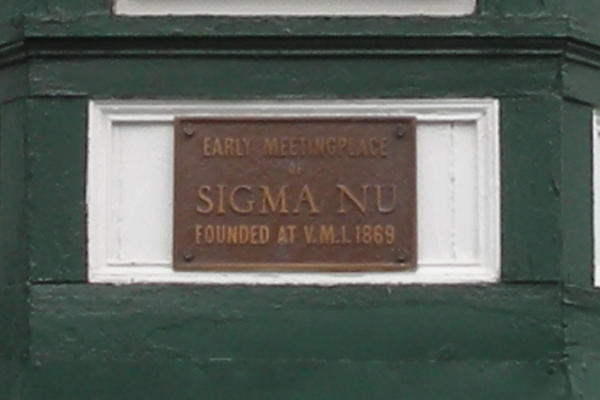 EARLY MEETINGPLACE
OF
SIGMA NU
FOUNDED AT V.M.I. 1869